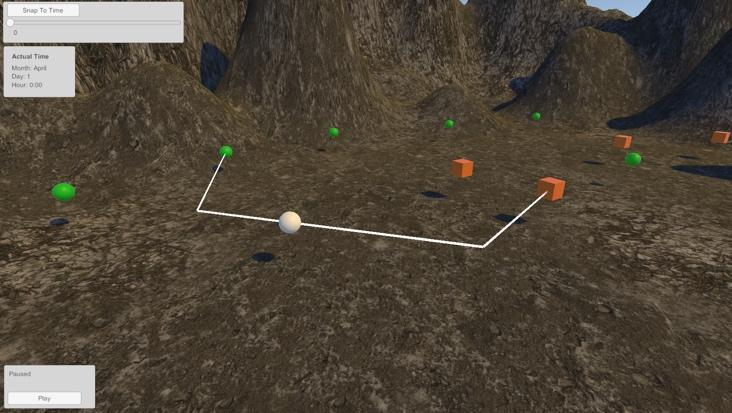 Snap To Time
0
Actual Time
Month: April
Day: 1
Hour: 0:00
Paused
Play